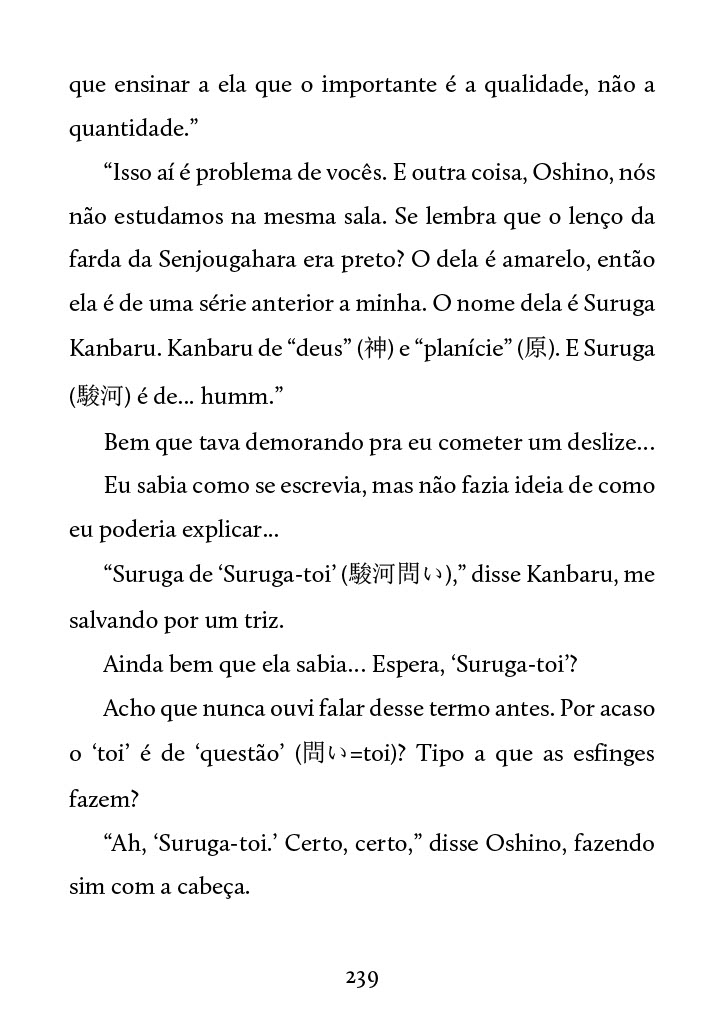 que ensinar a ela que o importante é a qualidade, não a
quantidade.”
“Isso aí é problema de vocês. E outra coisa, Oshino, nós
não estudamos na mesma sala. Se lembra que o lenço da
farda da Senjougahara era preto? O dela é amarelo, então
ela é de uma série anterior a minha. O nome dela é Suruga
Kanbaru. Kanbaru de “deus” (神) e “planície” (原). E Suruga
(駿河) é de... humm.”
Bem que tava demorando pra eu cometer um deslize...
Eu sabia como se escrevia, mas não fazia ideia de como
eu poderia explicar...
“Suruga de ‘Suruga-toi’ (駿河問い),” disse Kanbaru, me
salvando por um triz.
Ainda bem que ela sabia... Espera, ‘Suruga-toi’?
Acho que nunca ouvi falar desse termo antes. Por acaso
o ‘toi’ é de ‘questão’ (問い=toi)? Tipo a que as esfinges
fazem?
“Ah, ‘Suruga-toi.’ Certo, certo,” disse Oshino, fazendo
sim com a cabeça.
239